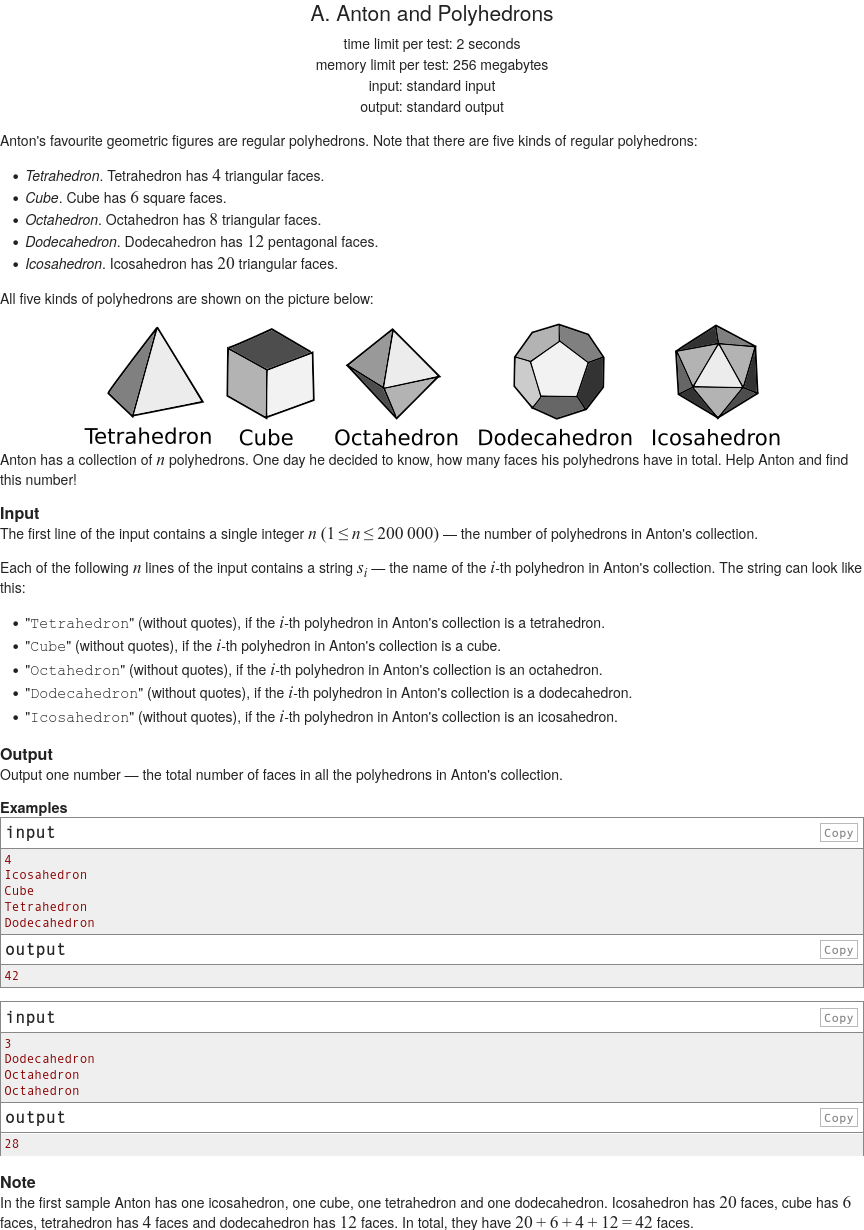 A. Anton and Polyhedrons
time limit per test: 2 seconds
memory limit per test: 256 megabytes
input: standard input
output: standard output
Anton's favourite geometric figures are regular polyhedrons. Note that there are five kinds of regular polyhedrons:
• Tetrahedron. Tetrahedron has 4 triangular faces.
• Cube. Cube has 6 square faces.
• Octahedron. Octahedron has 8 triangular faces.
• Dodecahedron. Dodecahedron has 12 pentagonal faces.
• Icosahedron. Icosahedron has 20 triangular faces.
All five kinds of polyhedrons are shown on the picture below:
Tetrahedron Cube Octahedron Dodecahedron Icosahedron
Anton has a collection of n polyhedrons. One day he decided to know, how many faces his polyhedrons have in total. Help Anton and find
this number!
Input
The first line of the input contains a single integer n (1 ≤ n ≤ 200 000) — the number of polyhedrons in Anton's collection.
Each of the following n lines of the input contains a string si — the name of the i-th polyhedron in Anton's collection. The string can look like
this:
• "Tetrahedron" (without quotes), if the i-th polyhedron in Anton's collection is a tetrahedron.
• "Cube" (without quotes), if the i-th polyhedron in Anton's collection is a cube.
• "Octahedron" (without quotes), if the i-th polyhedron in Anton's collection is an octahedron.
• "Dodecahedron" (without quotes), if the i-th polyhedron in Anton's collection is a dodecahedron.
• "Icosahedron" (without quotes), if the i-th polyhedron in Anton's collection is an icosahedron.
Output
Output one number — the total number of faces in all the polyhedrons in Anton's collection.
Examples
input Copy
4
Icosahedron
Cube
Tetrahedron
Dodecahedron
output Copy
42
input Copy
3
Dodecahedron
Octahedron
Octahedron
output Copy
28
Note
In the first sample Anton has one icosahedron, one cube, one tetrahedron and one dodecahedron. Icosahedron has 20 faces, cube has 6
faces, tetrahedron has 4 faces and dodecahedron has 12 faces. In total, they have 20 + 6 + 4 + 12 = 42 faces.